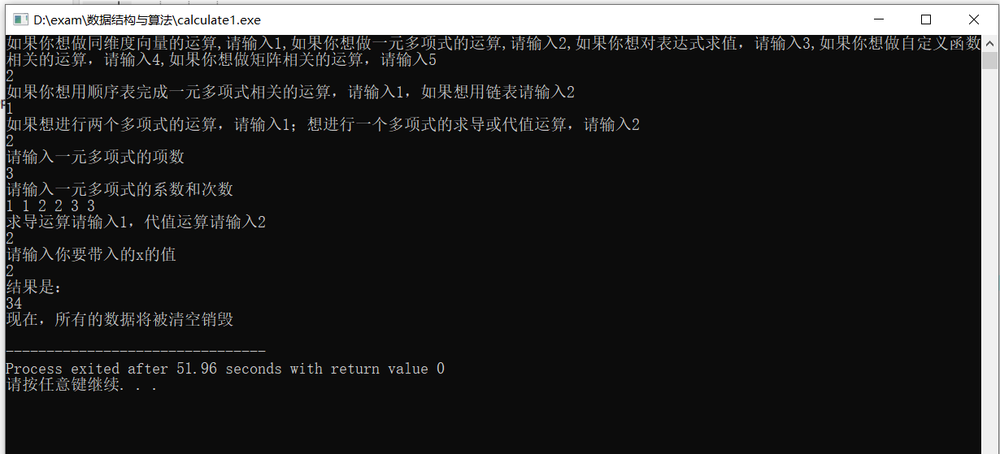 D:\exam\数据结构与算法\calculate1.exe
如果你想做同维度向量的运算,请输入1,如果你想做一元多项式的运算,请输入2,如果你想对表达式求值，请输入3,如果你想做自定义函数
相关的运算，请输入4,如果你想做矩阵相关的运算，请输入5
2
如果你想用顺序表完成一元多项式相关的运算，请输入1，如果想用链表请输入2
1
如果想进行两个多项式的运算，请输入1；想进行一个多项式的求导或代值运算，请输入2
2
请输入一元多项式的项数
3
请输入一元多项式的系数和次数
1 1 2 2 3 3
求导运算请输入1，代值运算请输入2
2
请输入你要带入的x的值
2
结果是：
34
现在，所有的数据将被清空销毁
--------------------------------
Process exited after 51.96 seconds with return value 0
请按任意键继续. . .